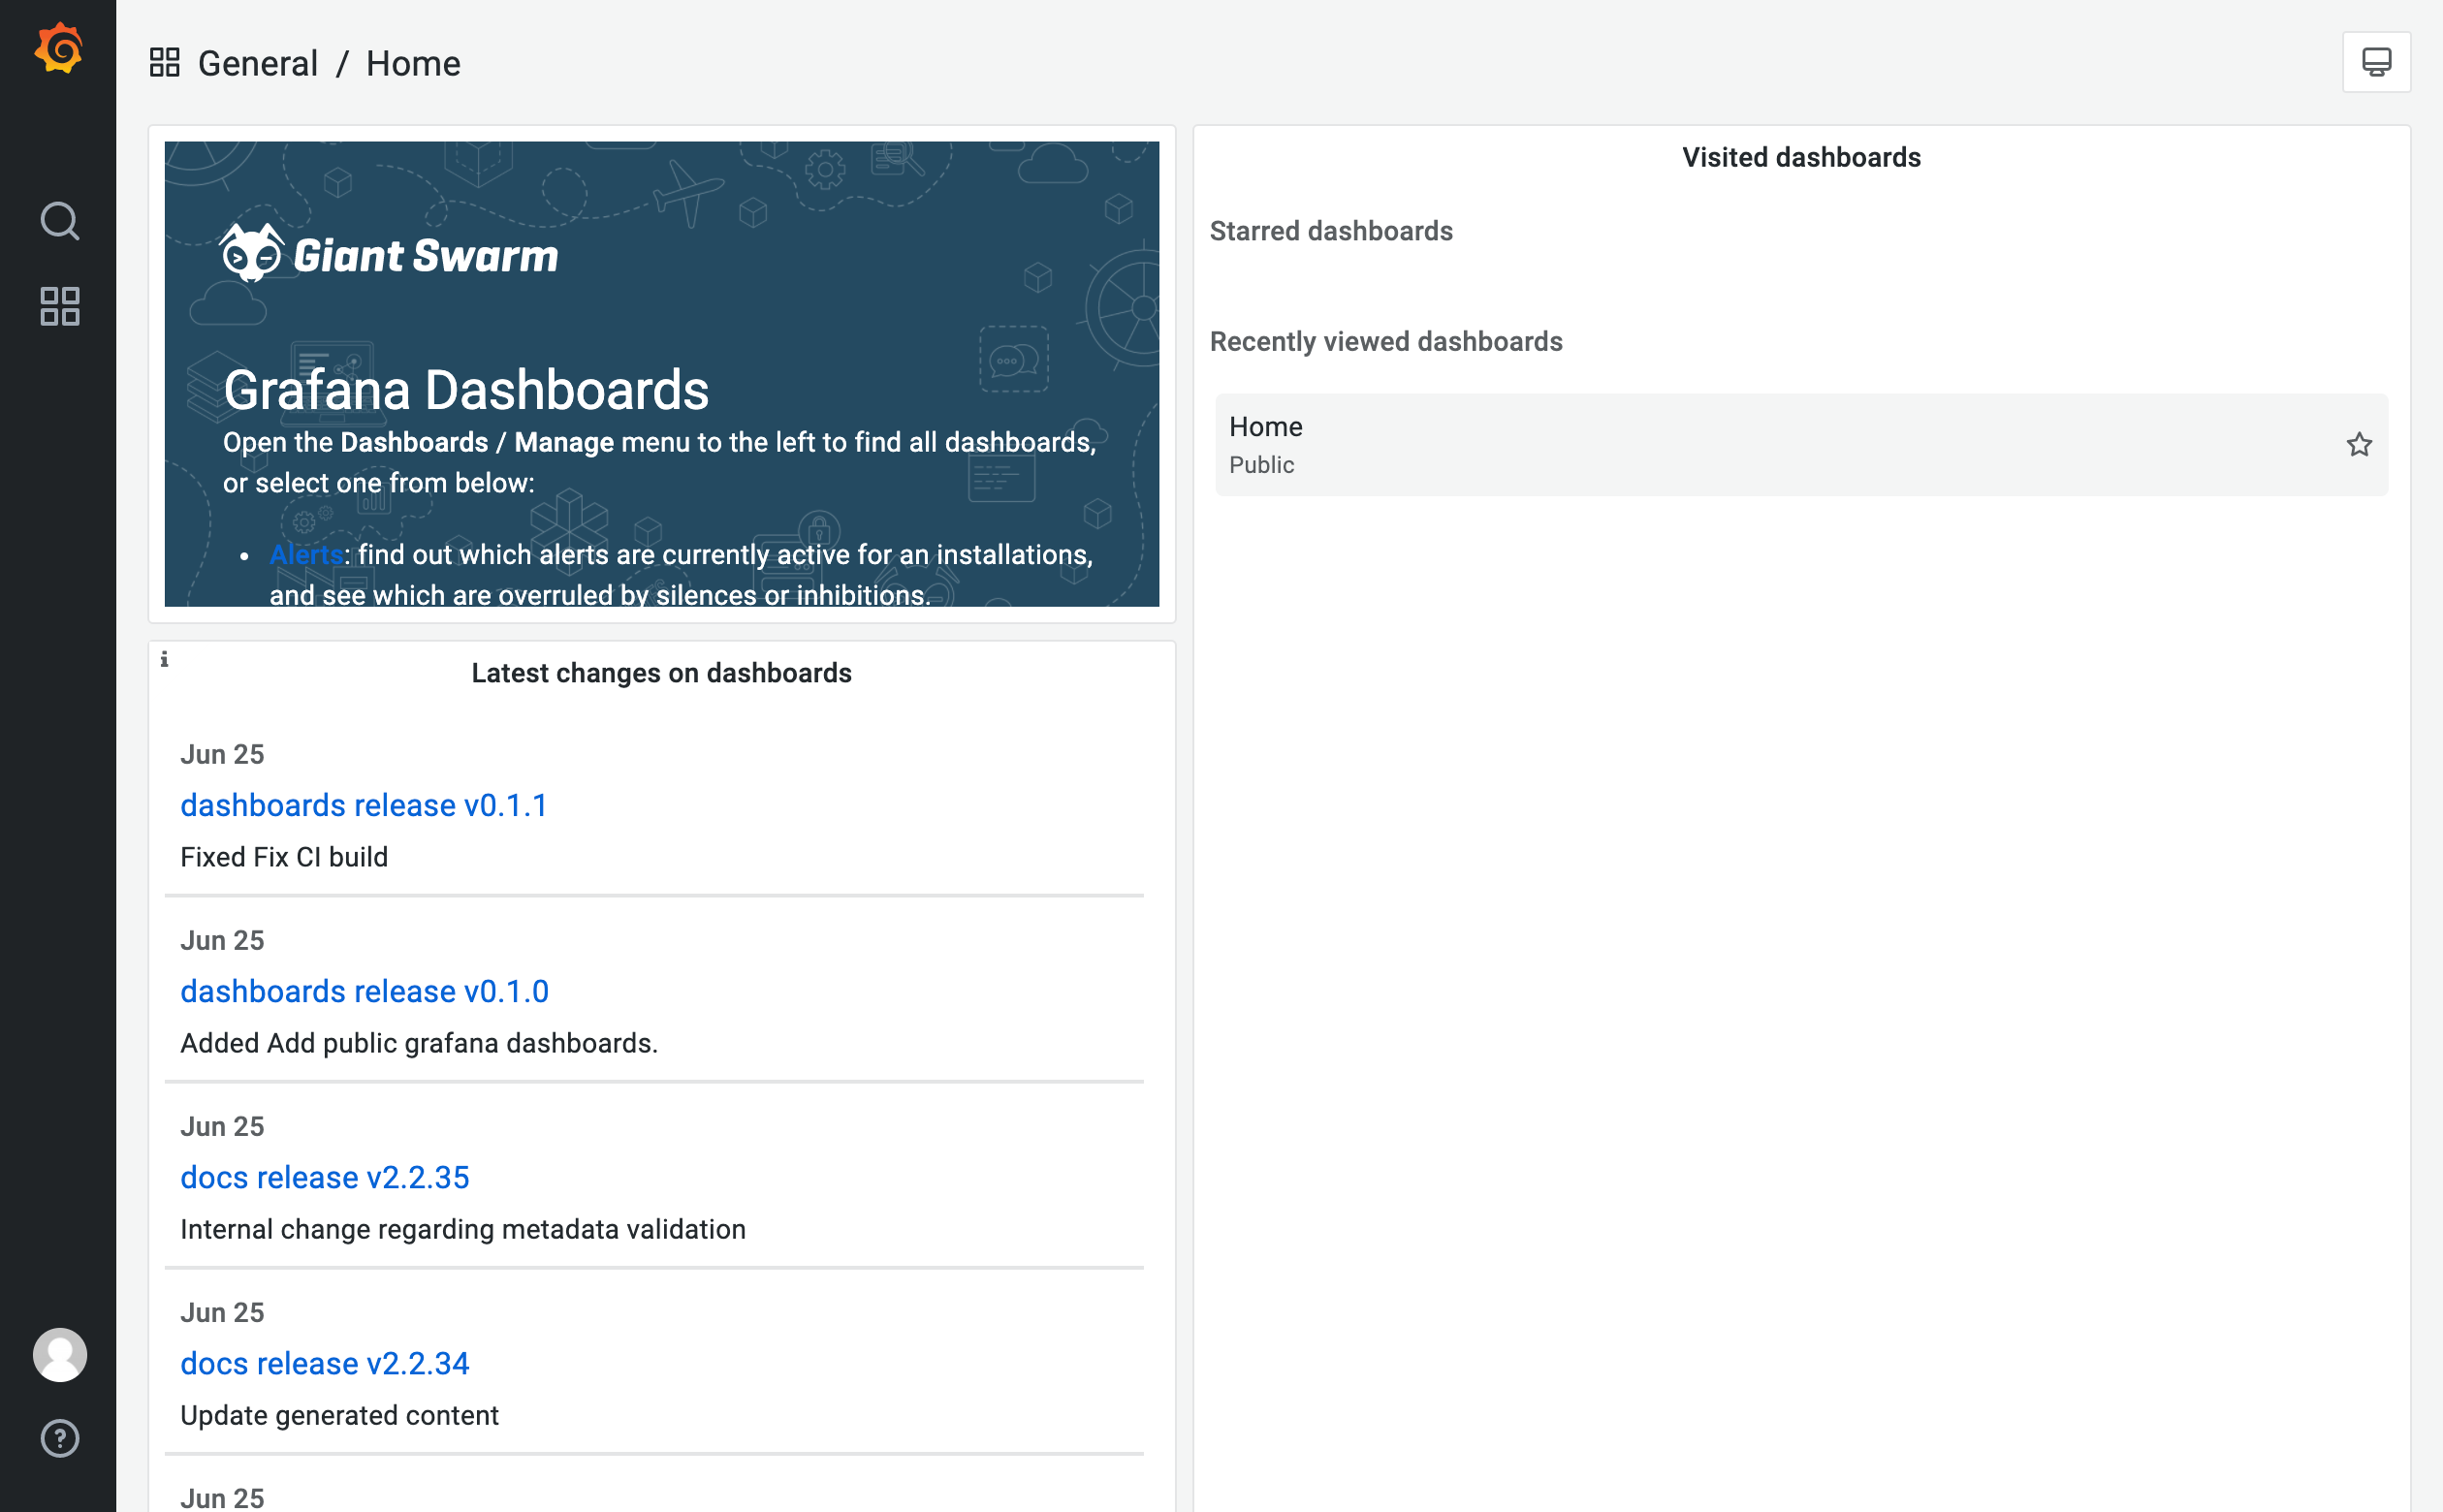 General / Home
Giant Swarm
Grafana Dashboards
Open the Dashboards / Manage menu to the left to find all dashboards,
or select one from below:
• Alerts: find out which alerts are currently active for an installations,
and see which are overruled by silences or inhibitions.
Latest changes on dashboards
Jun 25
dashboards release v0.1.1
Fixed Fix CI build
Jun 25
dashboards release v0.1.0
Added Add public grafana dashboards.
Jun 25
docs release v2.2.35
Internal change regarding metadata validation
Jun 25
docs release v2.2.34
Update generated content
Jun 25
Visited dashboards
Starred dashboards
Recently viewed dashboards
Home
Public